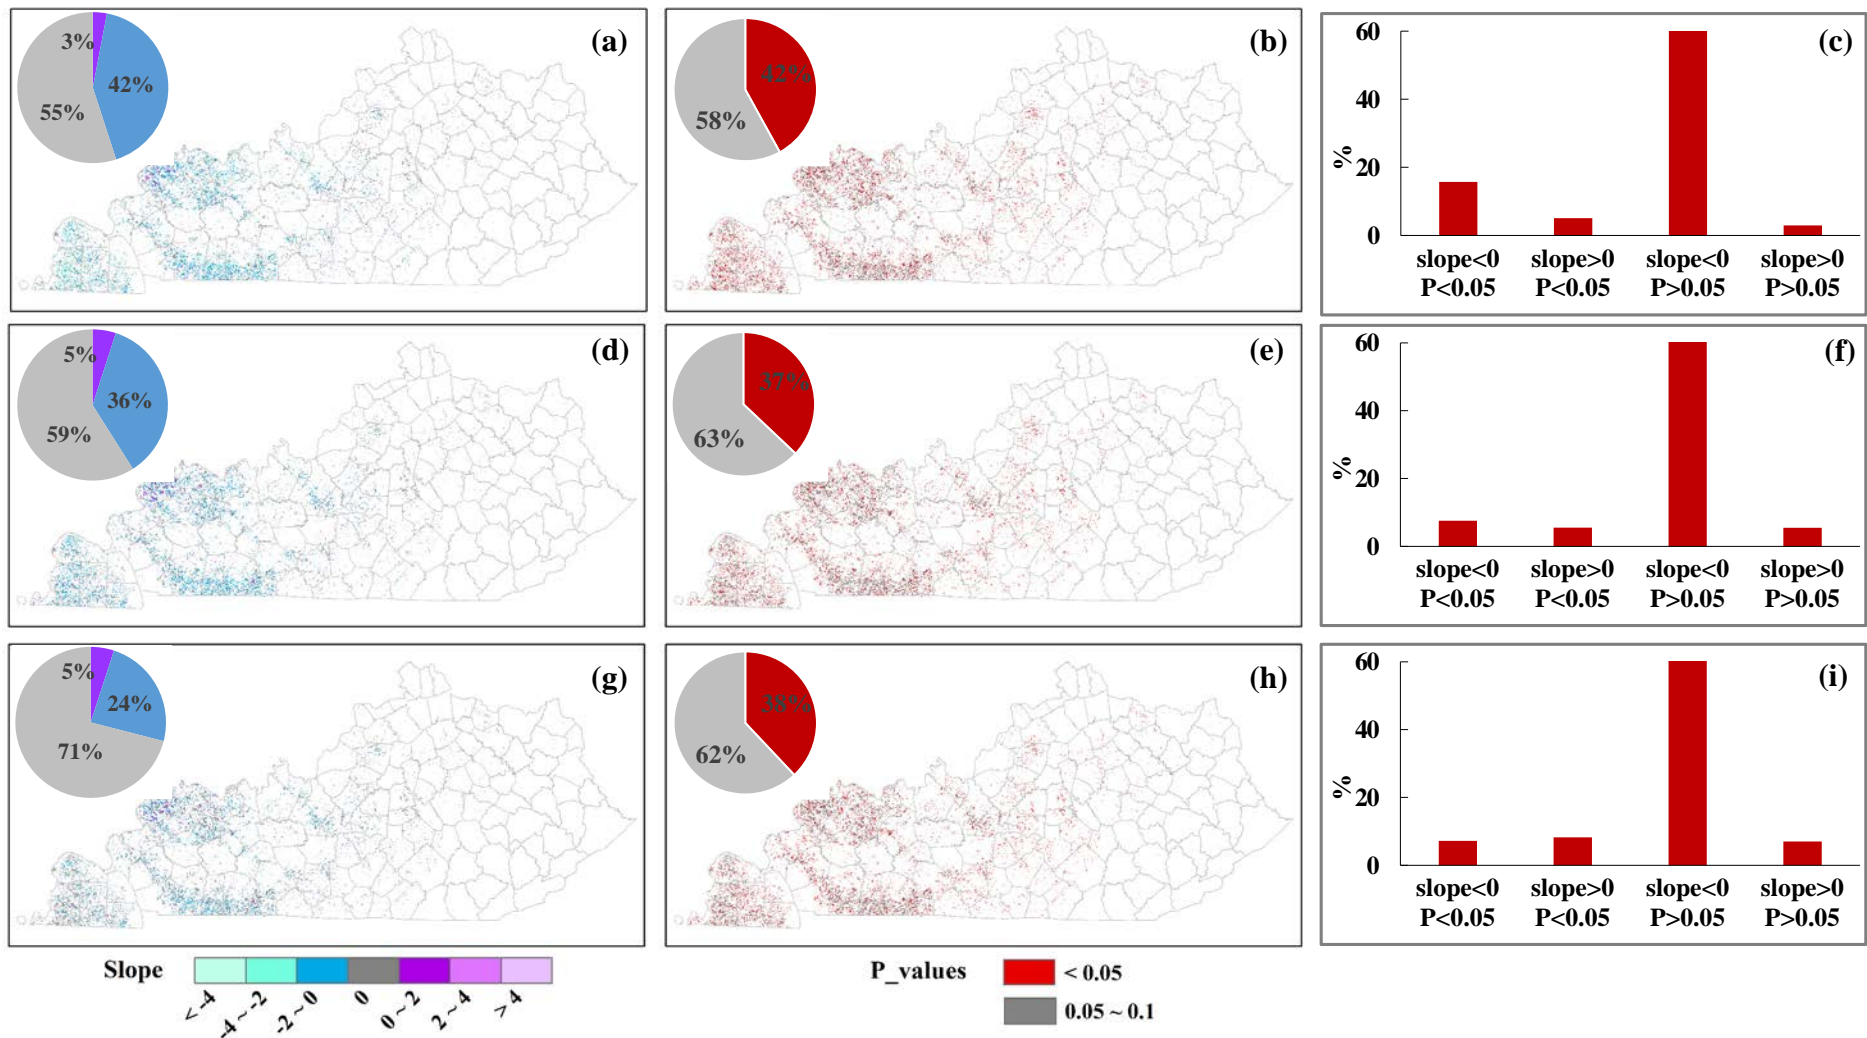 (a)
3%
42%
55%
(b)
42%
58%
(c)
60
40
20
0
%
slope<0 slope>0 slope<0 slope>0
P<0.05 P<0.05 P>0.05 P>0.05
(d)
5%
36%
59%
(e)
37%
63%
(f)
60
40
20
0
%
slope<0 slope>0 slope<0 slope>0
P<0.05 P<0.05 P>0.05 P>0.05
(g)
5%
24%
71%
(h)
38%
62%
(i)
60
40
20
0
%
slope<0 slope>0 slope<0 slope>0
P<0.05 P<0.05 P>0.05 P>0.05
Slope
< -4
-4 ~ -2
-2 ~ 0
0
0 ~ 2
2 ~ 4
> 4
P_values
< 0.05
0.05 ~ 0.1